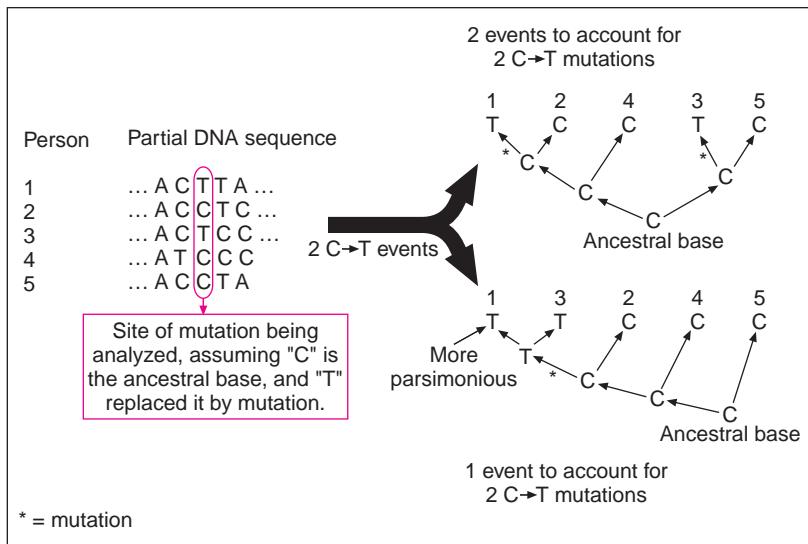 Person Partial DNA sequence
1 ... A C T T A ...
2 ... A C C T C ...
3 ... A C T C C ...
4 ... A T C C C
5 ... A C C T A
Site of mutation being
analyzed, assuming "C" is
the ancestral base, and "T"
replaced it by mutation.
* = mutation
2 C→T events
2 events to account for
2 C→T mutations
1 2 4 3 5
T C C T C
* C * C
C
C
Ancestral base
1 3 2 4 5
T T C C C
More
parsimonious
T
* C
C
C
Ancestral base
1 event to account for
2 C→T mutations